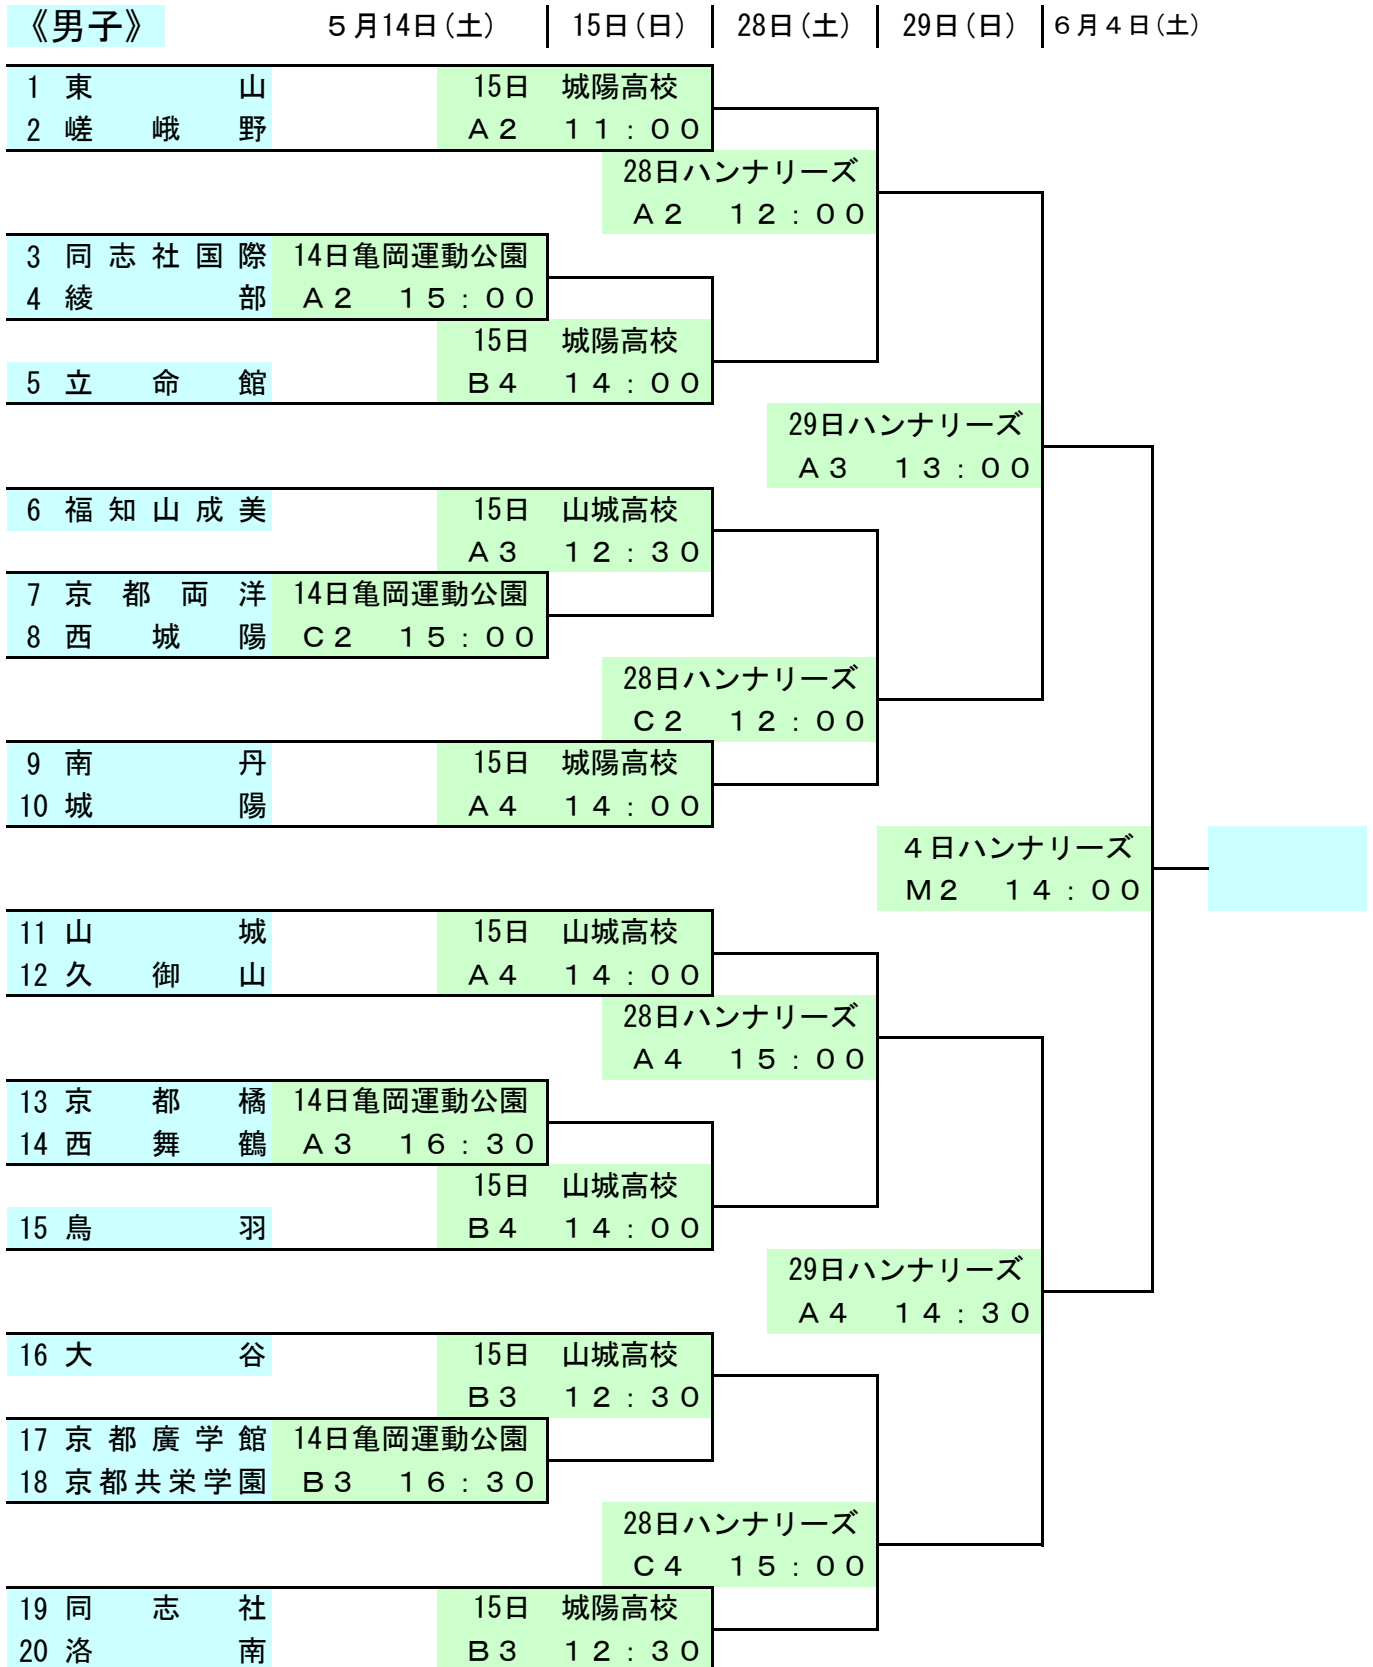 《男子》 5月14日(土) 15日(日) 28日(土) 29日(日) 6月4日(土)
1 東山 15日 城陽高校
2 嵯峨野 A2 11:00
28日ハンナリーズ
A2 12:00
3 同志社国際 14日亀岡運動公園
4 綾部 A2 15:00
15日 城陽高校
5 立命館 B4 14:00
29日ハンナリーズ
A3 13:00
6 福知山成美 15日 山城高校
A3 12:30
7 京都両洋 14日亀岡運動公園
8 西城陽 C2 15:00
28日ハンナリーズ
C2 12:00
9 南丹 15日 城陽高校
10 城陽 A4 14:00
4日ハンナリーズ
M2 14:00
11 山城 15日 山城高校
12 久御山 A4 14:00
28日ハンナリーズ
A4 15:00
13 京都橘 14日亀岡運動公園
14 西舞鶴 A3 16:30
15日 山城高校
15 鳥羽 B4 14:00
29日ハンナリーズ
A4 14:30
16 大谷 15日 山城高校
B3 12:30
17 京都廣学館 14日亀岡運動公園
18 京都共栄学園 B3 16:30
28日ハンナリーズ
C4 15:00
19 同志社 15日 城陽高校
20 洛南 B3 12:30